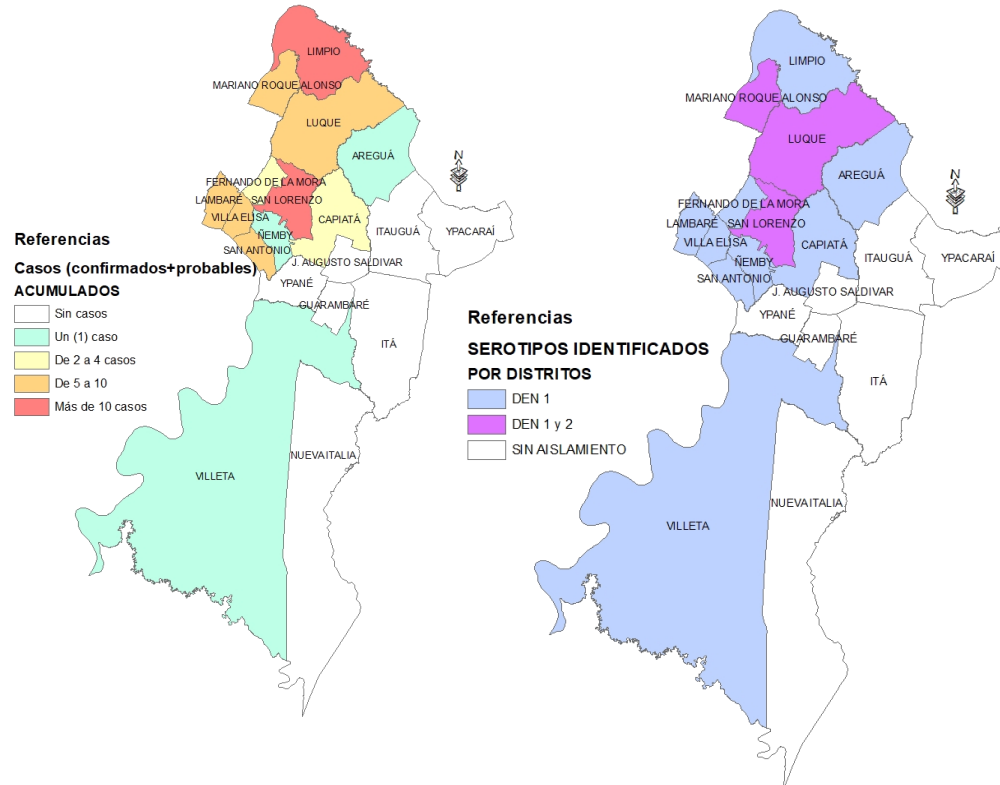 LIMPIO
MARIANO ROQUE ALONSO
LUQUE
AREGUÁ
N
FERNANDO DE LA MORA
LAMBARÉ
SAN LORENZO
VILLA ELISA
CAPIATÁ
ÑEMBY
ITAUGUÁ
YPACARAÍ
SAN ANTONIO
J. AUGUSTO SALDIVAR
YPANÉ
GUARAMBARÉ
ITÁ
NUEVA ITALIA
VILLETA
Referencias
Casos (confirmados+probables)
ACUMULADOS
Sin casos
Un (1) caso
De 2 a 4 casos
De 5 a 10
Más de 10 casos
LIMPIO
MARIANO ROQUE ALONSO
LUQUE
AREGUÁ
N
FERNANDO DE LA MORA
LAMBARÉ
SAN LORENZO
VILLA ELISA
CAPIATÁ
ÑEMBY
ITAUGUÁ
YPACARAÍ
SAN ANTONIO
J. AUGUSTO SALDIVAR
YPANÉ
GUARAMBARÉ
ITÁ
NUEVA ITALIA
VILLETA
Referencias
SEROTIPOS IDENTIFICADOS
POR DISTRITOS
DEN 1
DEN 1 y 2
SIN AISLAMIENTO